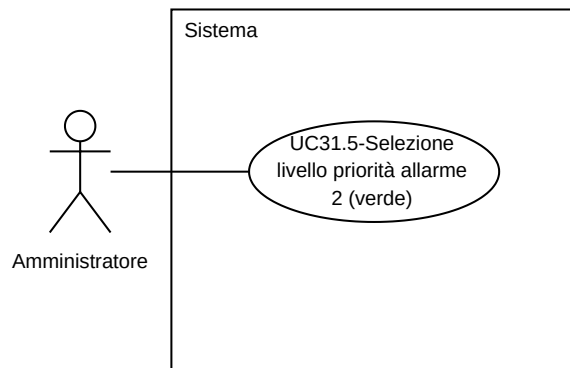 Sistema
UC31.5-Selezione
livello priorità allarme
2 (verde)
Amministratore